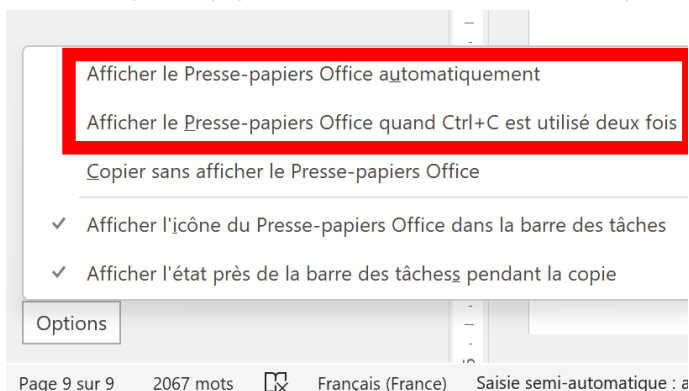 Afficher le Presse-papiers Office automatiquement
Afficher le Presse-papiers Office quand Ctrl+C est utilisé deux fois
Copier sans afficher le Presse-papiers Office
Afficher l'icône du Presse-papiers Office dans la barre des tâches
Afficher l'état près de la barre des tâchess pendant la copie
Options
Page 9 sur 9 2067 mots Français (France) Saisie semi-automatique : a